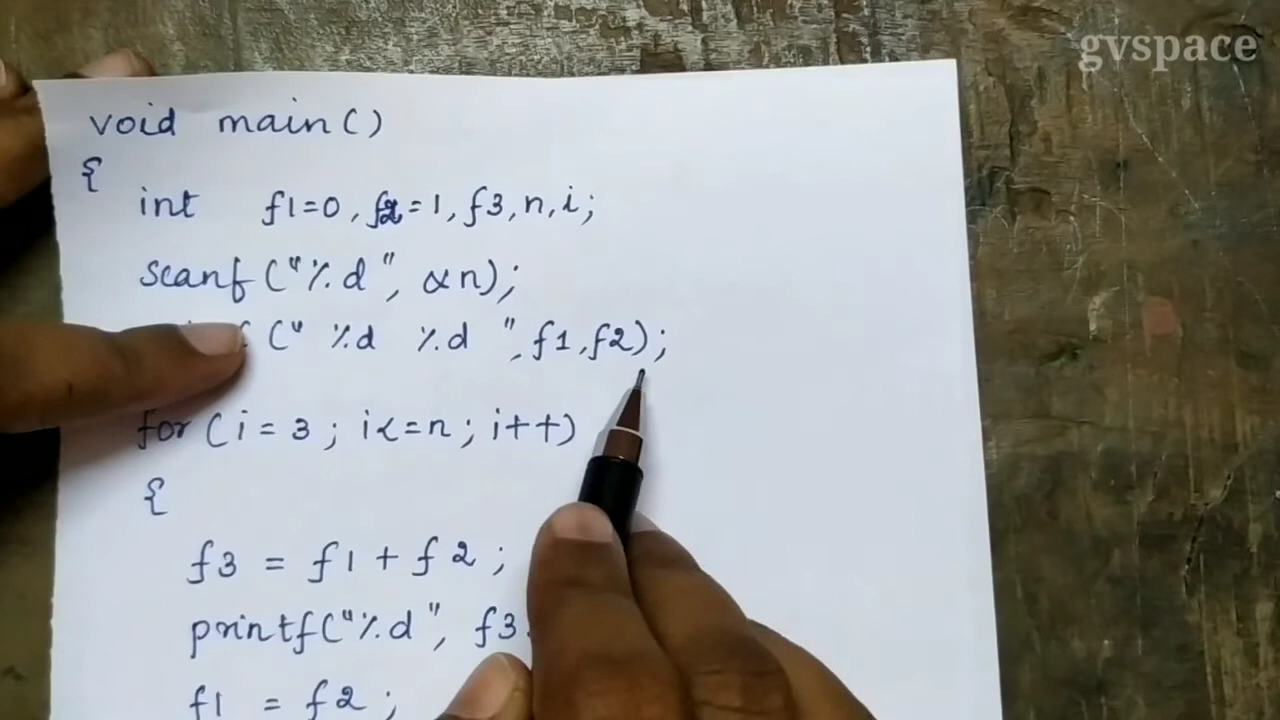 gvspace
void main()
{
int f1=0, f2=1, f3, n, i;
scanf("%d", &n);
(" %d %d ", f1, f2);
for (i = 3; i<=n; i++)
{
f3 = f1 + f2;
printf("%d", f3
f1 = f2;